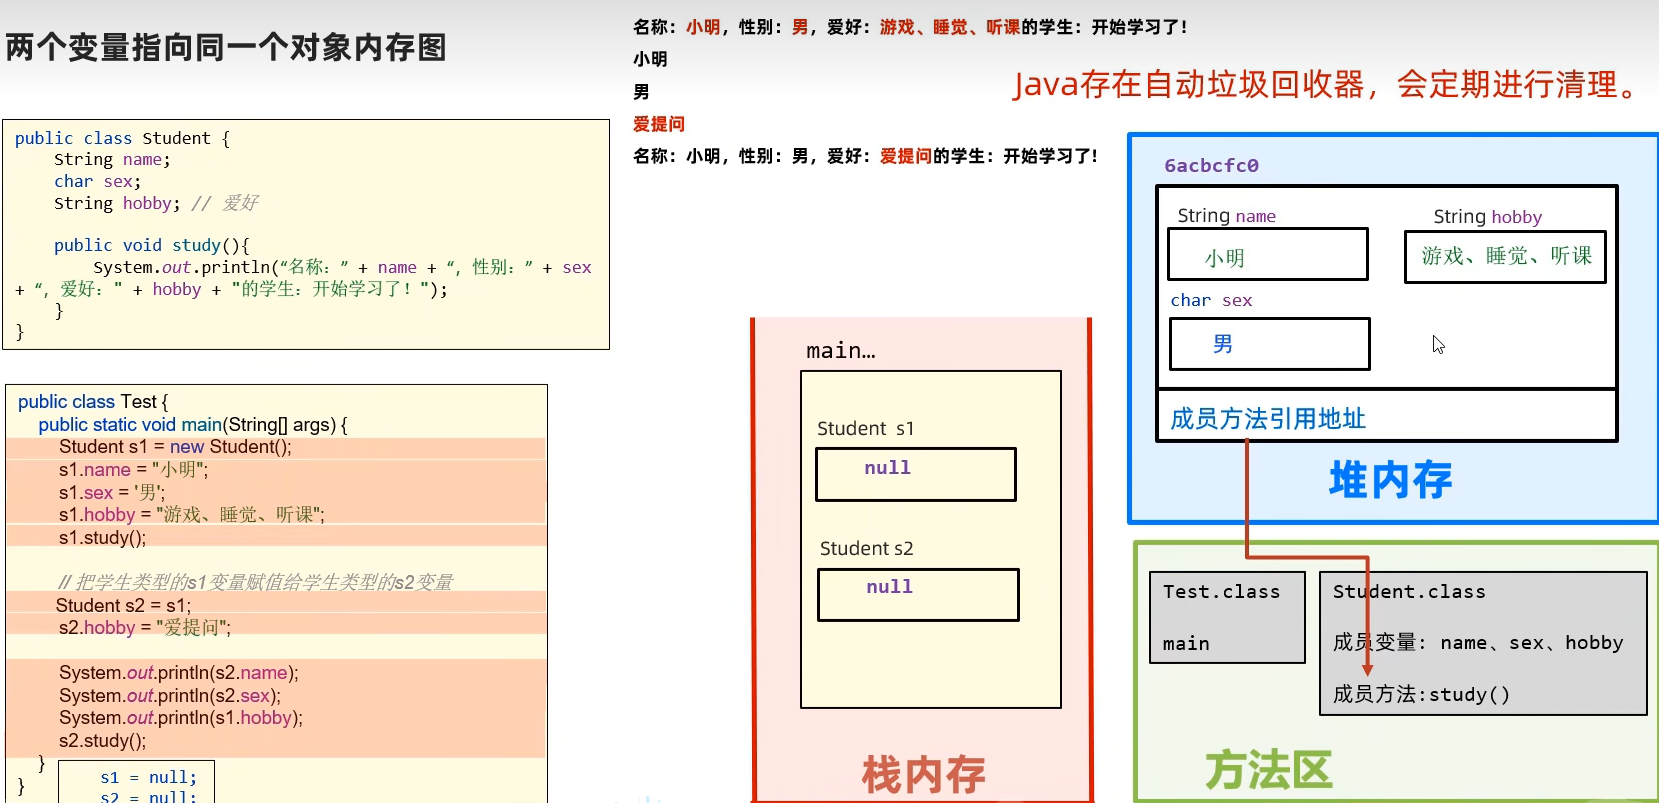 两个变量指向同一个对象内存图
public class Student {
String name;
char sex;
String hobby; // 爱好
public void study(){
System.out.println(“名称：” + name + “，性别：” + sex
+ “，爱好：" + hobby + "的学生：开始学习了！");
}
}
public class Test {
public static void main(String[] args) {
Student s1 = new Student();
s1.name = "小明";
s1.sex = '男';
s1.hobby = "游戏、睡觉、听课";
s1.study();
// 把学生类型的s1变量赋值给学生类型的s2变量
Student s2 = s1;
s2.hobby = "爱提问";
System.out.println(s2.name);
System.out.println(s2.sex);
System.out.println(s1.hobby);
s2.study();
}
}
s1 = null;
s2 = null;
名称：小明，性别：男，爱好：游戏、睡觉、听课的学生：开始学习了！
小明
男
爱提问
名称：小明，性别：男，爱好：爱提问的学生：开始学习了!
Java存在自动垃圾回收器，会定期进行清理。
main…
Student s1
null
Student s2
null
栈内存
6acbcfc0
String name
小明
String hobby
游戏、睡觉、听课
char sex
男
成员方法引用地址
堆内存
Test.class
main
Student.class
成员变量: name、sex、hobby
成员方法:study()
方法区